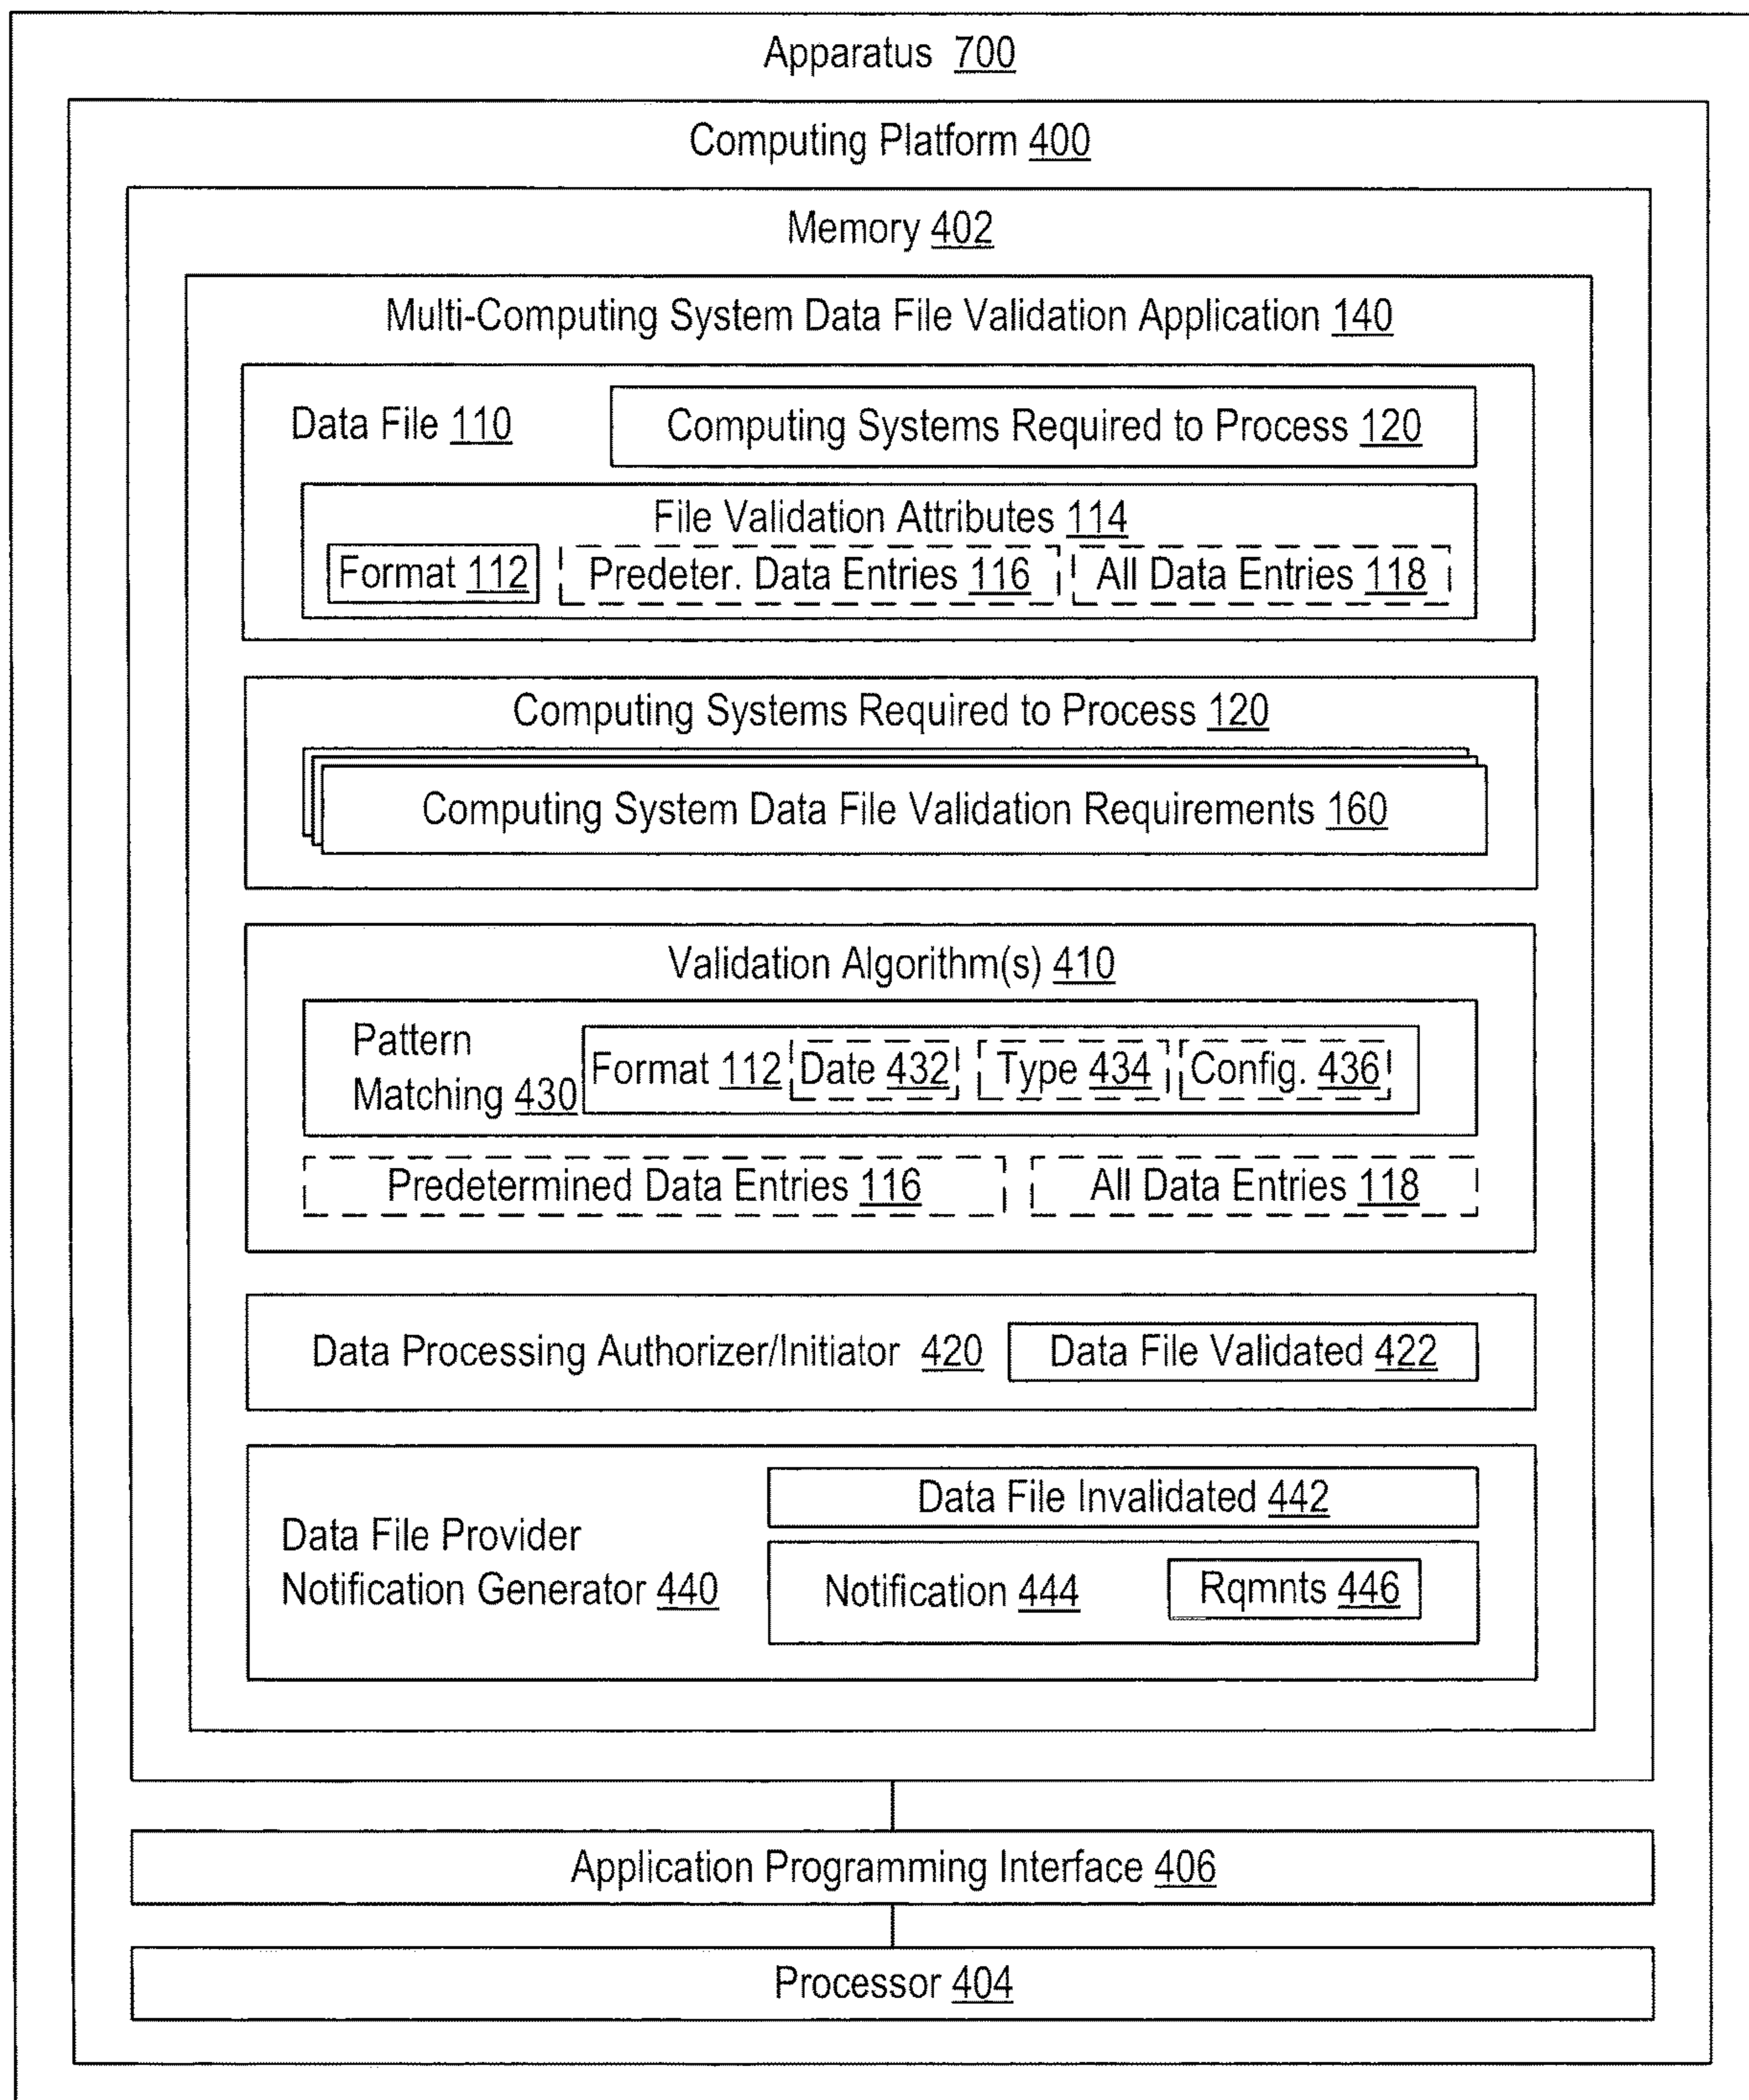 Apparatus 700
Computing Platform 400
Memory 402
Multi-Computing System Data File Validation Application 140
Data File 110
Computing Systems Required to Process 120
File Validation Attributes 114
Format 112
Predeter. Data Entries 116
All Data Entries 118
Computing Systems Required to Process 120
Computing System Data File Validation Requirements 160
Validation Algorithm(s) 410
Pattern
Matching 430
Format 112
Date 432
Type 434
Config. 436
Predetermined Data Entries 116
All Data Entries 118
Data Processing Authorizer/Initiator 420
Data File Validated 422
Data File Provider
Notification Generator 440
Data File Invalidated 442
Notification 444
Rqmnts 446
Application Programming Interface 406
Processor 404